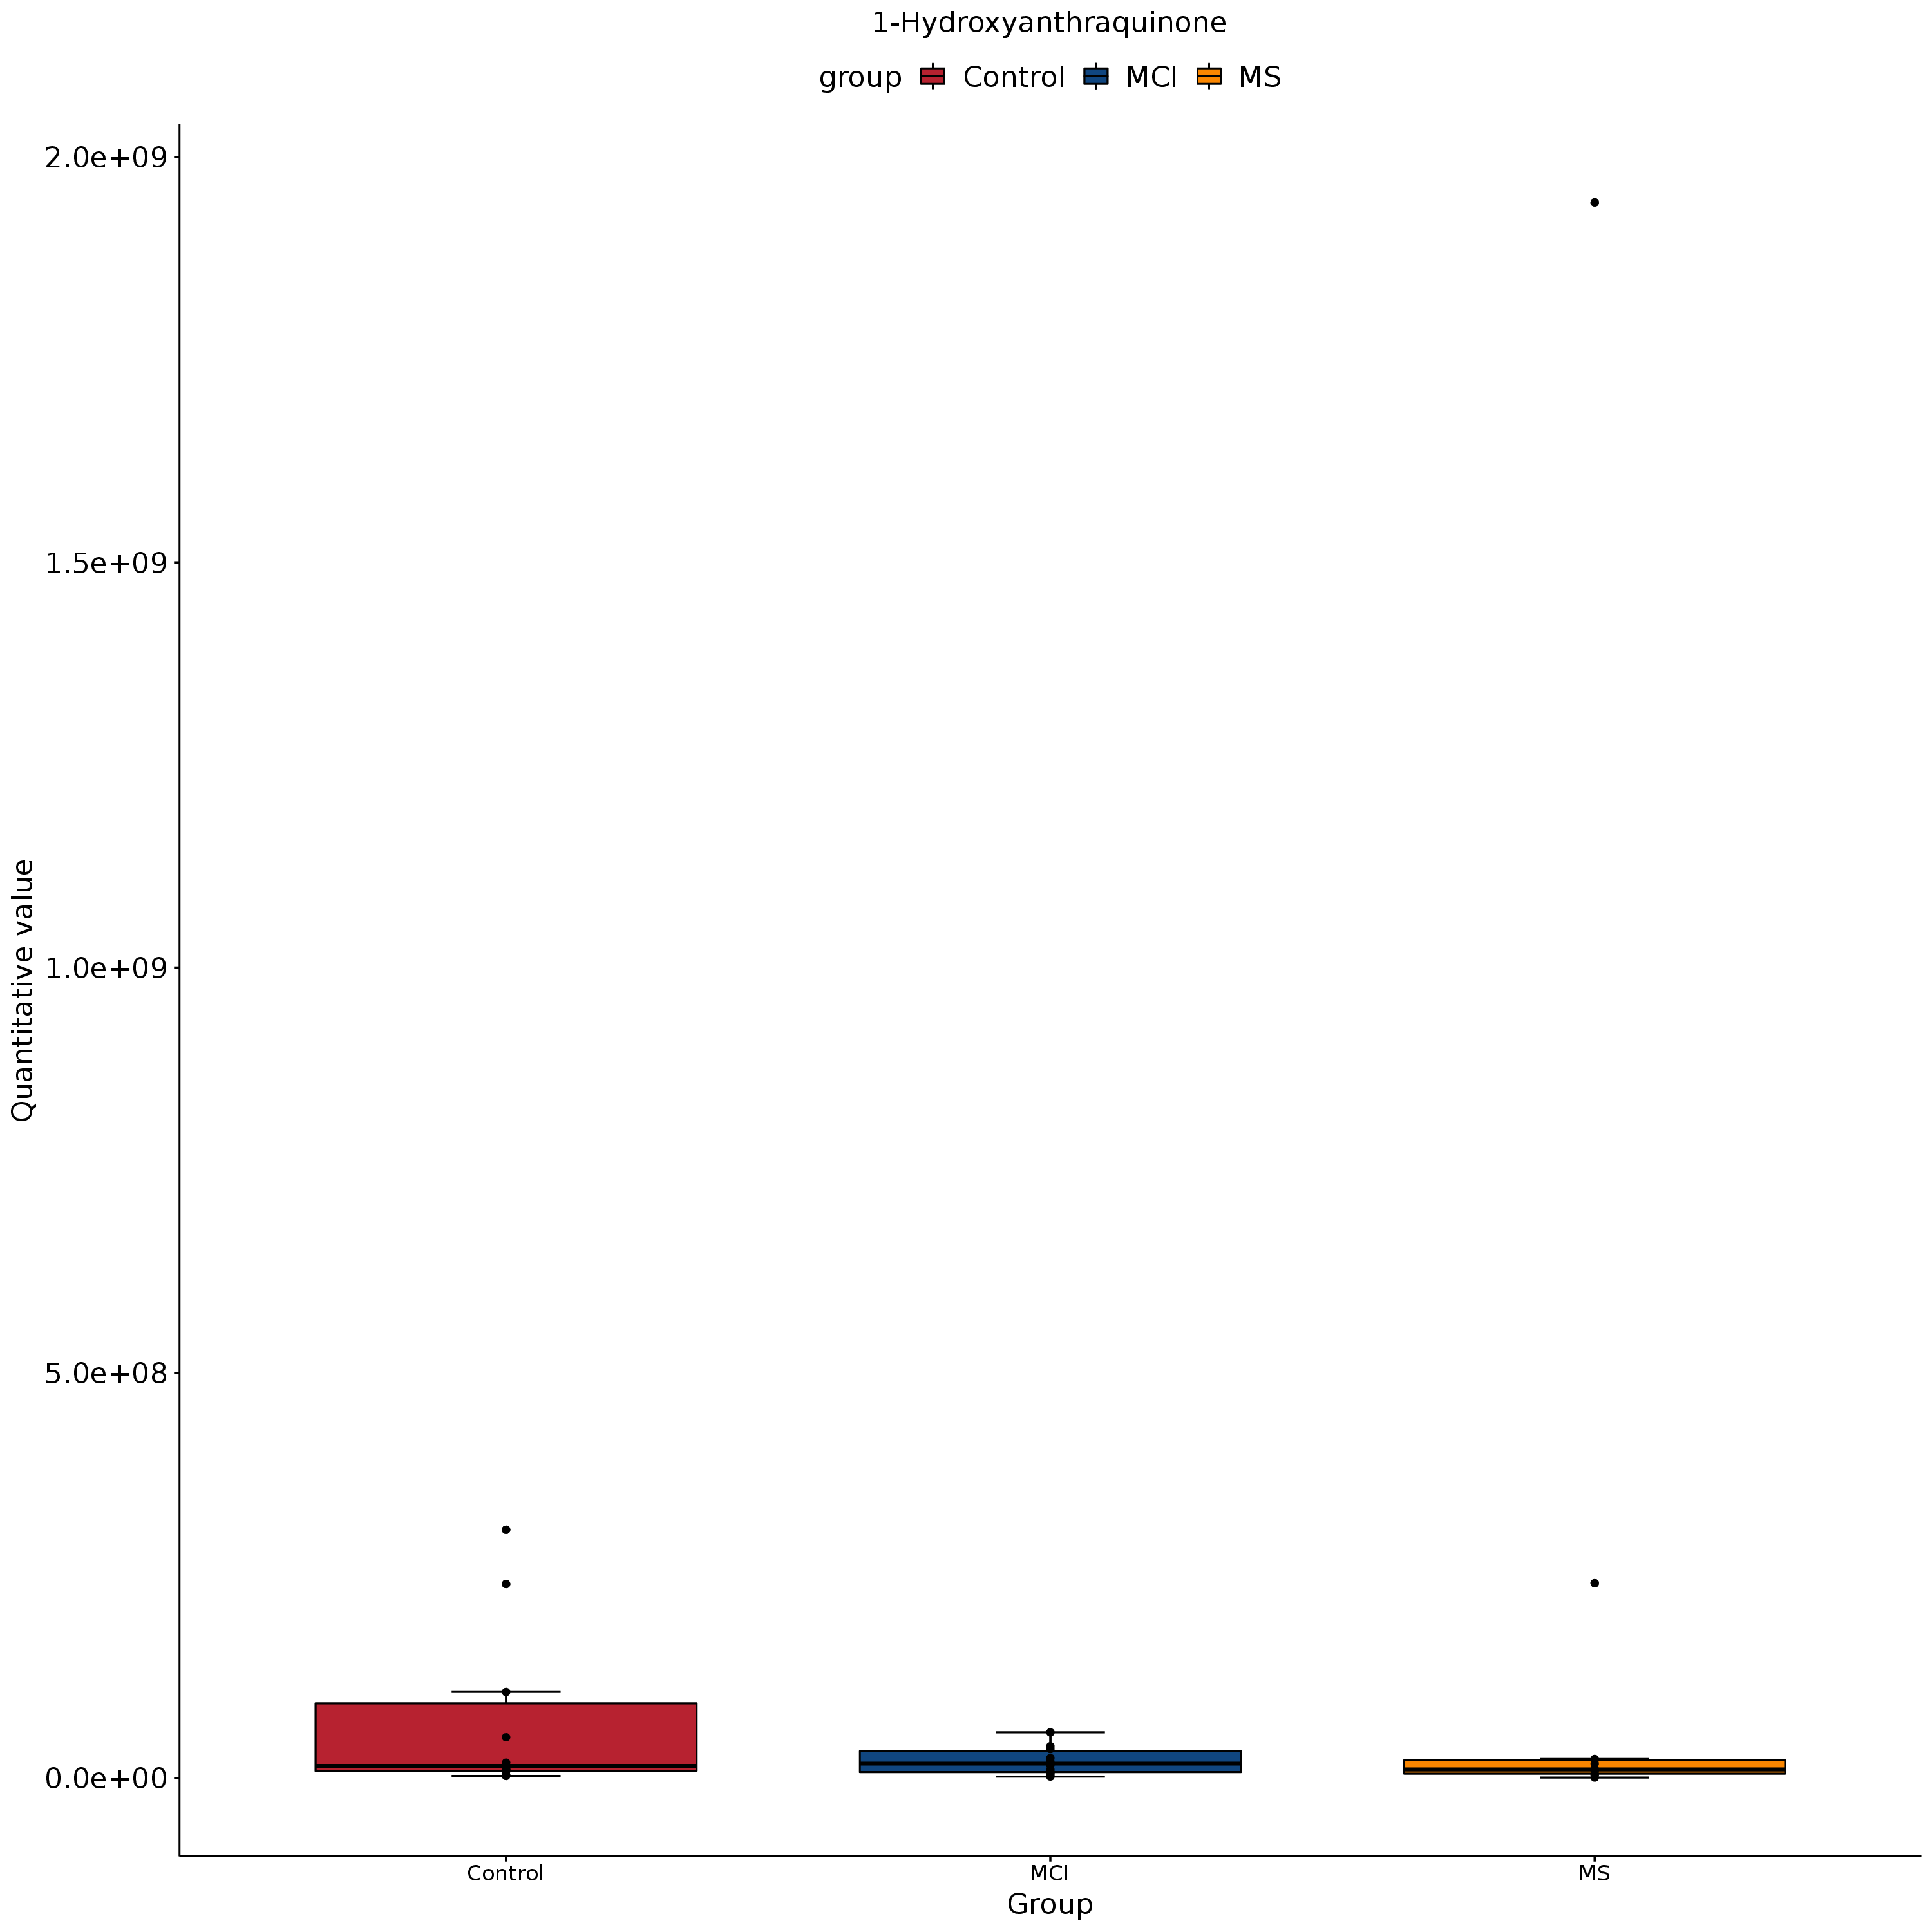 1-Hydroxyanthraquinone
group Control MCI MS
2.0e+09
1.5e+09
1.0e+09
5.0e+08
0.0e+00
Quantitative value
Control MCI MS
Group